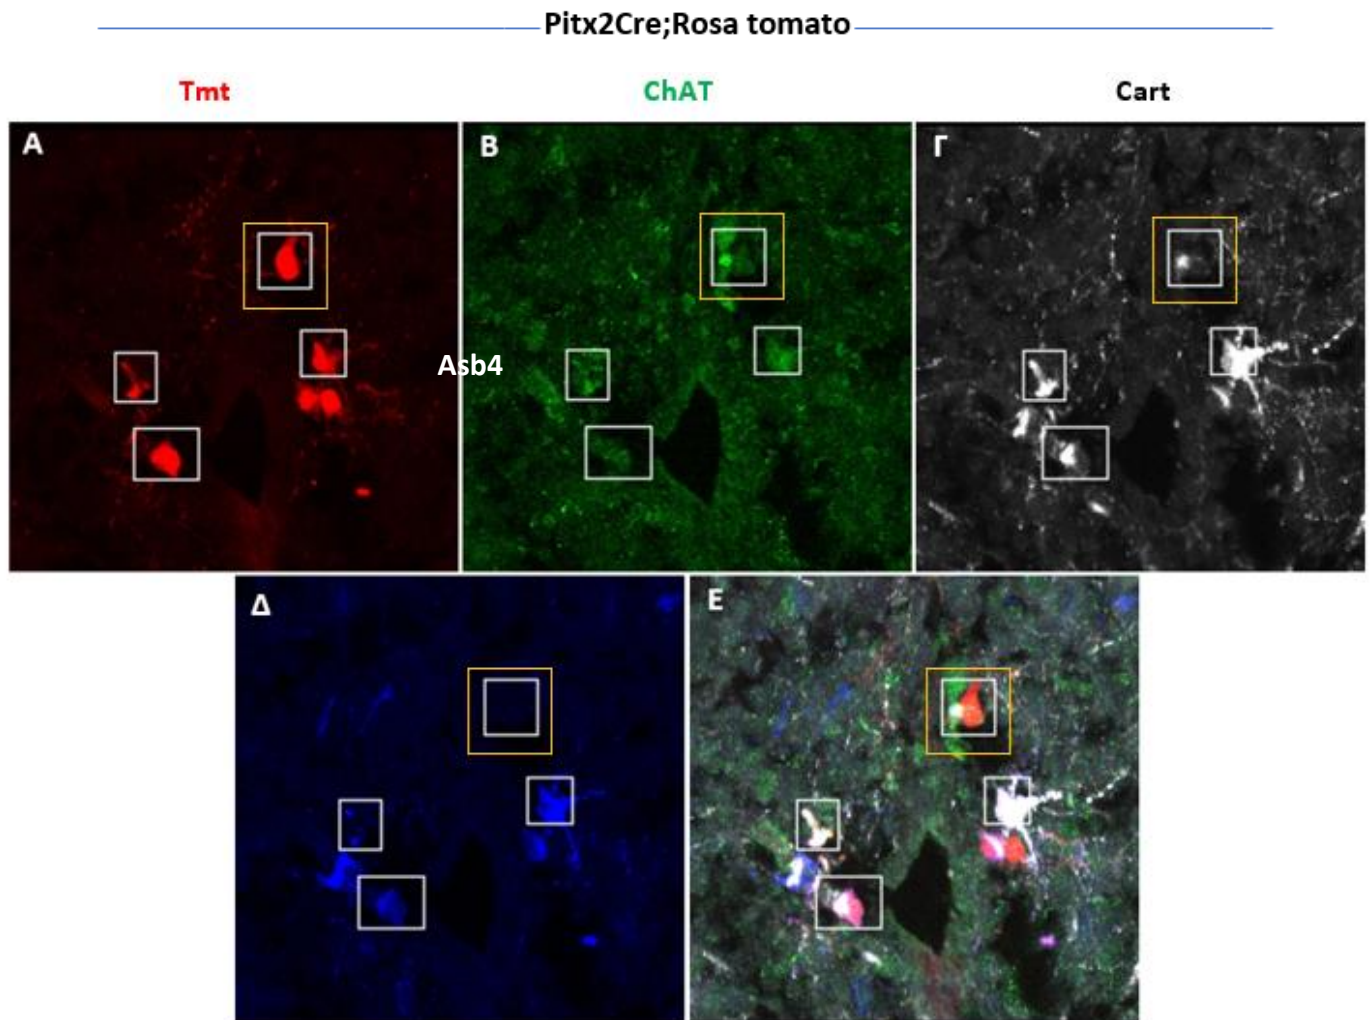 Pitx2Cre;Rosa tomato
Tmt ChAT Cart
A B Γ
Asb4
Δ E